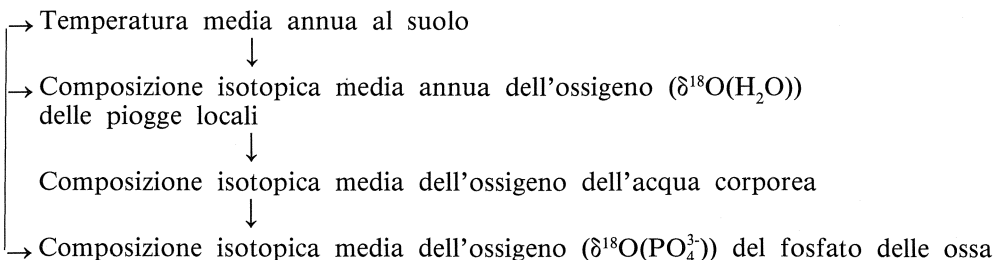 Temperatura media annua al suolo
Composizione isotopica media annua dell'ossigeno (δ¹⁸O(H₂O))
delle piogge locali
Composizione isotopica media dell'ossigeno dell'acqua corporea
Composizione isotopica media dell'ossigeno (δ¹⁸O(PO₄³⁻)) del fosfato delle ossa